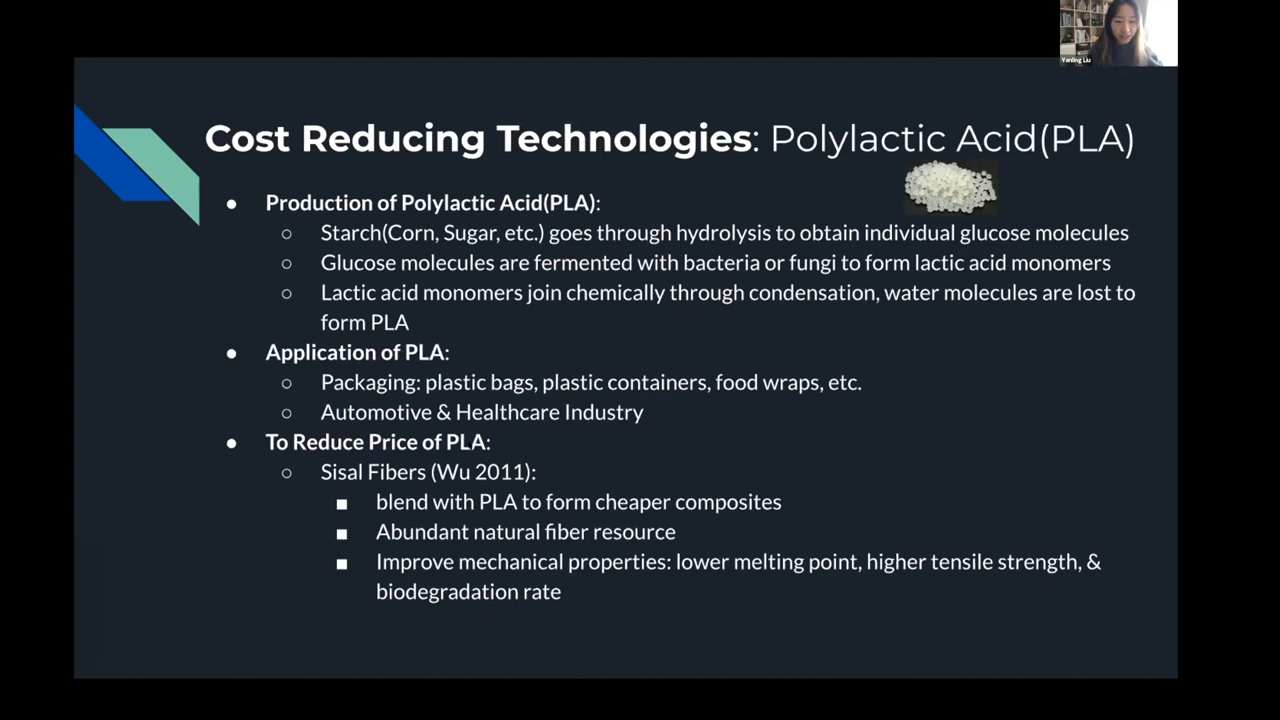 Yanling Liu
Cost Reducing Technologies: Polylactic Acid(PLA)
● Production of Polylactic Acid(PLA):
○ Starch(Corn, Sugar, etc.) goes through hydrolysis to obtain individual glucose molecules
○ Glucose molecules are fermented with bacteria or fungi to form lactic acid monomers
○ Lactic acid monomers join chemically through condensation, water molecules are lost to
form PLA
● Application of PLA:
○ Packaging: plastic bags, plastic containers, food wraps, etc.
○ Automotive & Healthcare Industry
● To Reduce Price of PLA:
○ Sisal Fibers (Wu 2011):
■ blend with PLA to form cheaper composites
■ Abundant natural fiber resource
■ Improve mechanical properties: lower melting point, higher tensile strength, &
biodegradation rate